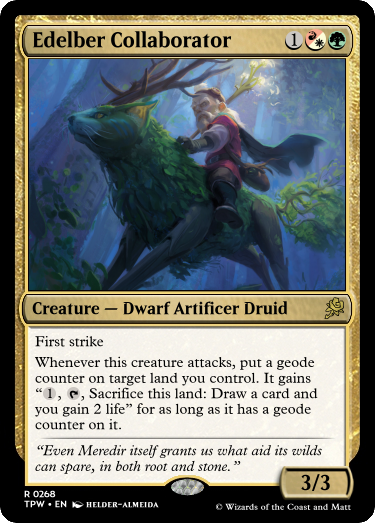 Edelber Collaborator 1
Creature — Dwarf Artificer Druid
First strike
Whenever this creature attacks, put a geode
counter on target land you control. It gains
“1, , Sacrifice this land: Draw a card and
you gain 2 life” for as long as it has a geode
counter on it.
“Even Meredir itself grants us what aid its wilds
can spare, in both root and stone.”
3/3
R 0268
TPW • EN HELDER-ALMEIDA
© Wizards of the Coast and Matt